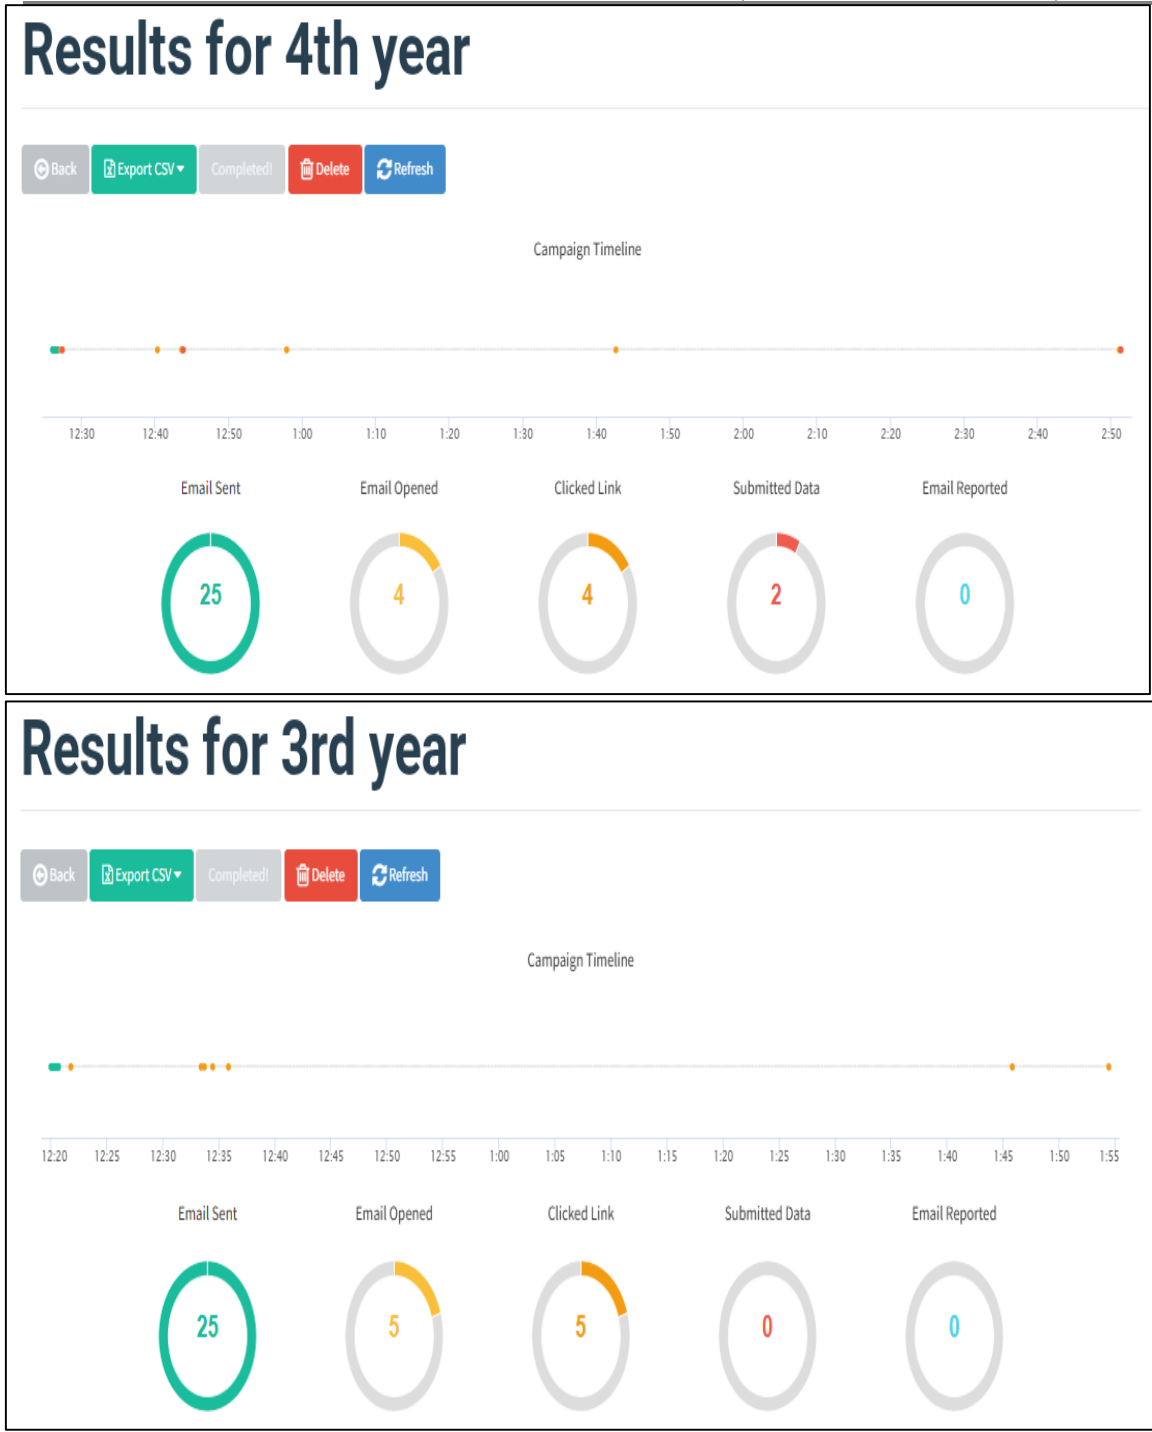 Results for 4th year
Back Export CSV Completed! Delete Refresh
Campaign Timeline
12:30 12:40 12:50 1:00 1:10 1:20 1:30 1:40 1:50 2:00 2:10 2:20 2:30 2:40 2:50
Email Sent Email Opened Clicked Link Submitted Data Email Reported
25 4 4 2 0
Results for 3rd year
Back Export CSV Completed! Delete Refresh
Campaign Timeline
12:20 12:25 12:30 12:35 12:40 12:45 12:50 12:55 1:00 1:05 1:10 1:15 1:20 1:25 1:30 1:35 1:40 1:45 1:50 1:55
Email Sent Email Opened Clicked Link Submitted Data Email Reported
25 5 5 0 0